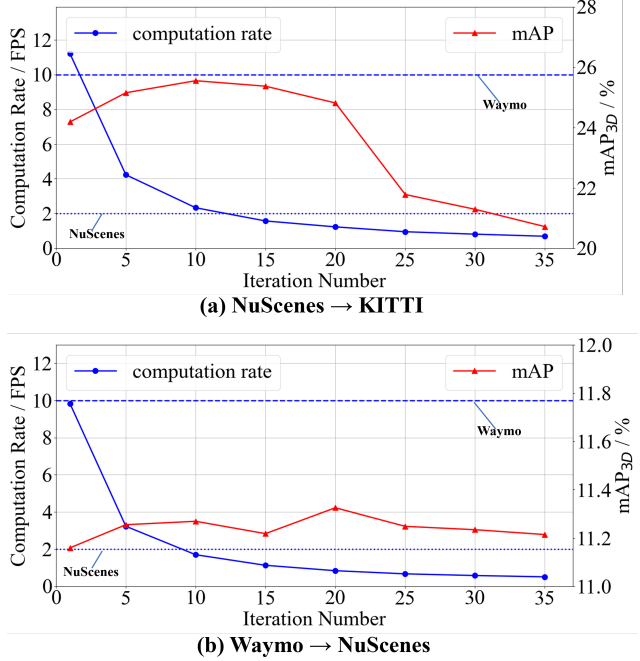 computation rate
mAP
Waymo
NuScenes
Computation Rate / FPS
0
2
4
6
8
10
12
mAP3D / %
20
22
24
26
28
0 5 10 15 20 25 30 35
Iteration Number
(a) NuScenes → KITTI
computation rate
mAP
Waymo
NuScenes
Computation Rate / FPS
0
2
4
6
8
10
12
mAP3D / %
11.0
11.2
11.4
11.6
11.8
12.0
0 5 10 15 20 25 30 35
Iteration Number
(b) Waymo → NuScenes